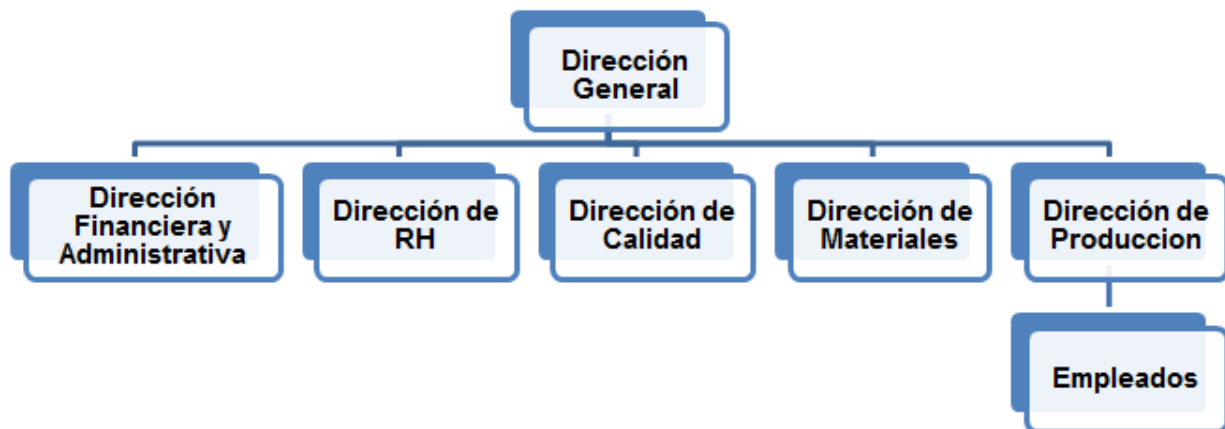 Dirección
General
Dirección
Financiera y
Administrativa
Dirección de
RH
Dirección de
Calidad
Dirección de
Materiales
Dirección de
Produccion
Empleados